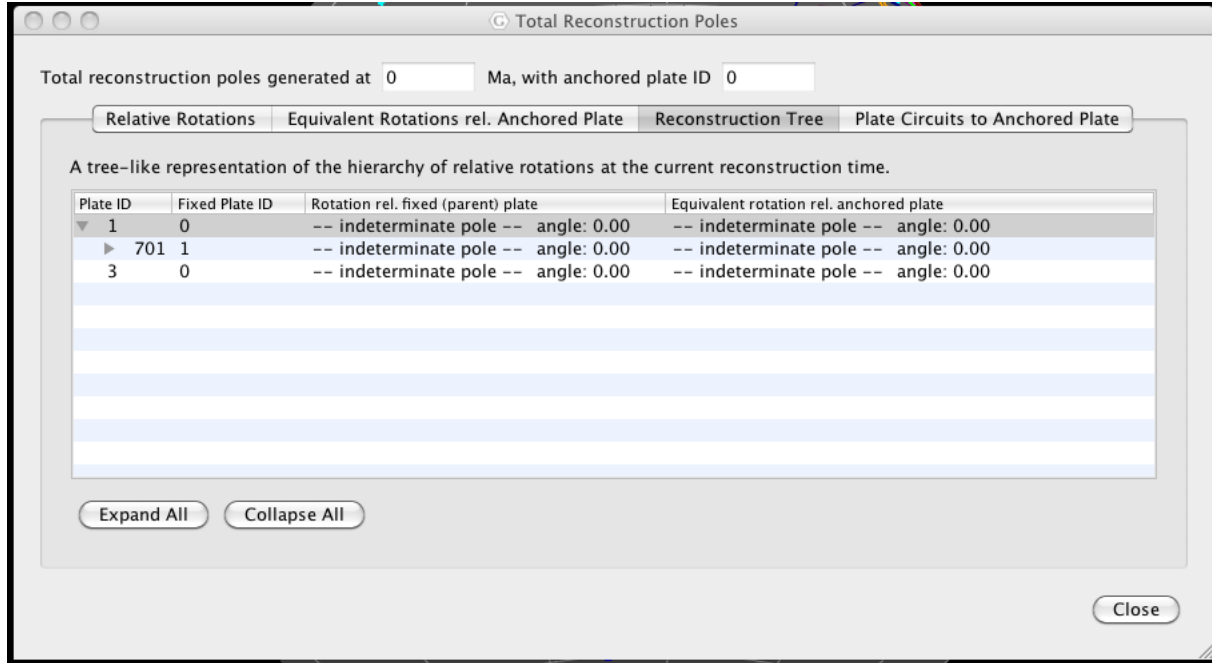 Total Reconstruction Poles
Total reconstruction poles generated at 0 Ma, with anchored plate ID 0
Relative Rotations Equivalent Rotations rel. Anchored Plate Reconstruction Tree Plate Circuits to Anchored Plate
A tree-like representation of the hierarchy of relative rotations at the current reconstruction time.
Plate ID Fixed Plate ID Rotation rel. fixed (parent) plate Equivalent rotation rel. anchored plate
1 0 -- indeterminate pole -- angle: 0.00 -- indeterminate pole -- angle: 0.00
701 1 -- indeterminate pole -- angle: 0.00 -- indeterminate pole -- angle: 0.00
3 0 -- indeterminate pole -- angle: 0.00 -- indeterminate pole -- angle: 0.00
Expand All Collapse All
Close